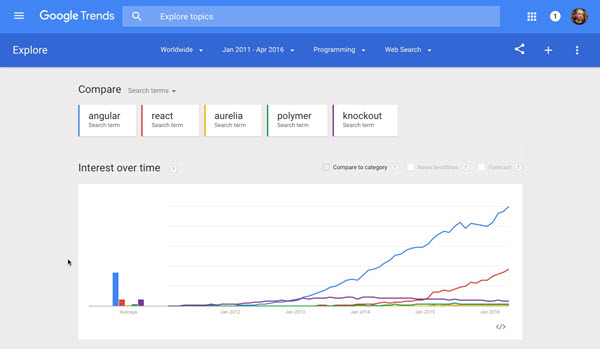 Google Trends Explore topics 1
Explore Worldwide Jan 2011 - Apr 2016 Programming Web Search
Compare Search terms
angular react aurelia polymer knockout
Search term Search term Search term Search term Search term
Interest over time ? Compare to category ? News headlines ? Forecast ?
Average Jan 2012 Jan 2013 Jan 2014 Jan 2015 Jan 2016
</>